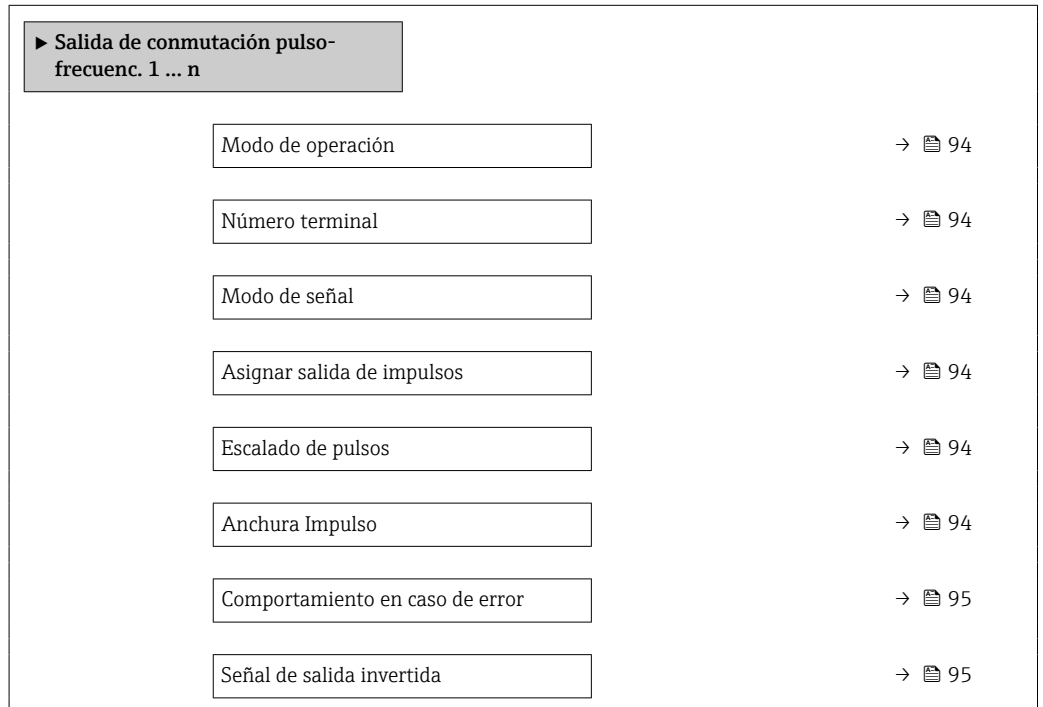 ▸ Salida de conmutación pulso-
frecuenc. 1 … n
Modo de operación → 94
Número terminal → 94
Modo de señal → 94
Asignar salida de impulsos → 94
Escalado de pulsos → 94
Anchura Impulso → 94
Comportamiento en caso de error → 95
Señal de salida invertida → 95